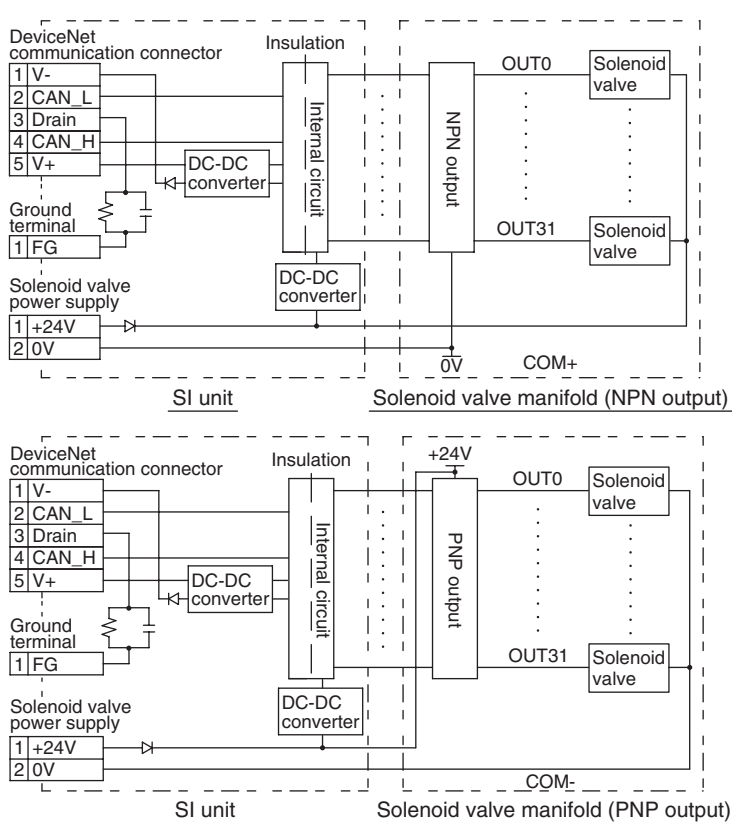 DeviceNet
communication connector
Insulation
1 V-
2 CAN_L
3 Drain
4 CAN_H
5 V+
DC-DC
converter
Internal circuit
NPN output
OUT0
Solenoid
valve
OUT31
Solenoid
valve
Ground
terminal
1 FG
DC-DC
converter
Solenoid valve
power supply
1 +24V
2 0V
0V
COM+
SI unit
Solenoid valve manifold (NPN output)
DeviceNet
communication connector
Insulation
+24V
1 V-
2 CAN_L
3 Drain
4 CAN_H
5 V+
DC-DC
converter
Internal circuit
PNP output
OUT0
Solenoid
valve
OUT31
Solenoid
valve
Ground
terminal
1 FG
DC-DC
converter
Solenoid valve
power supply
1 +24V
2 0V
COM-
SI unit
Solenoid valve manifold (PNP output)